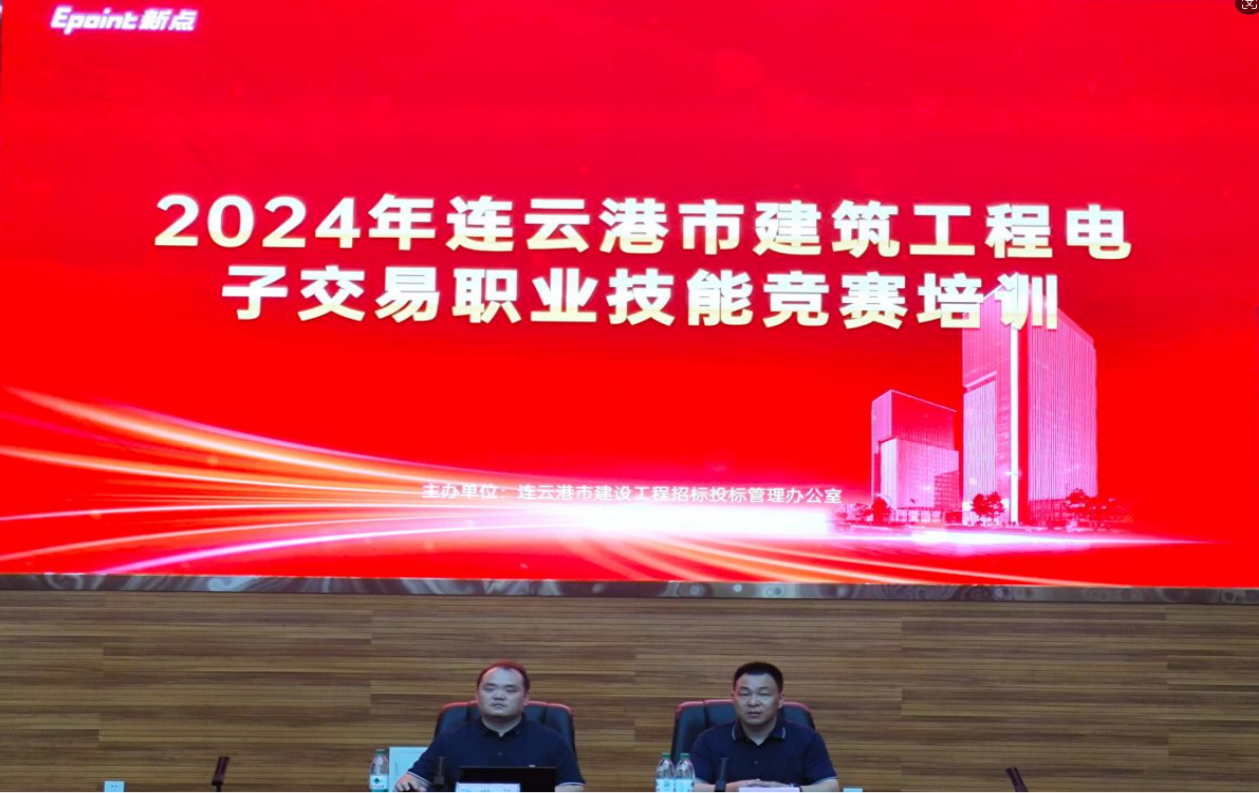 Epoint新点
2024年连云港市建筑工程电
子交易职业技能竞赛培训
主办单位：连云港市建设工程招标投标管理办公室